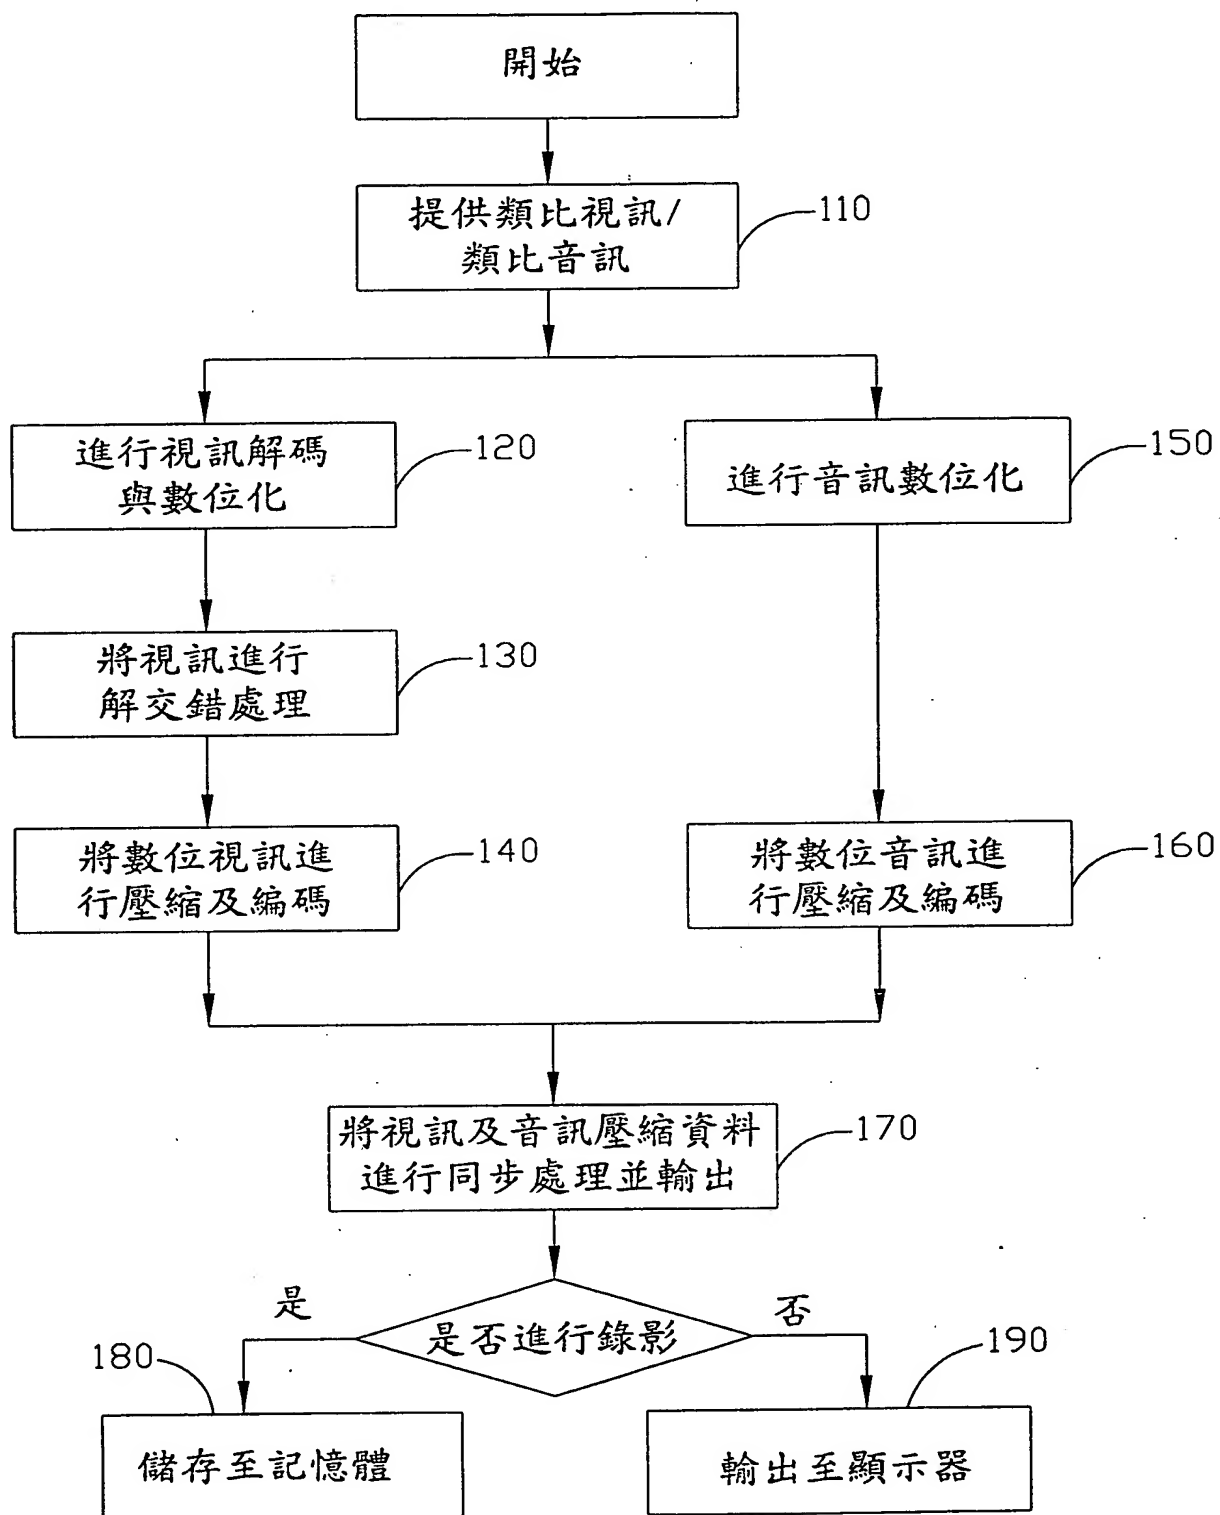 開始
提供類比視訊/
類比音訊
110
進行視訊解碼
與數位化
120
進行音訊數位化
150
將視訊進行
解交錯處理
130
將數位視訊進
行壓縮及編碼
140
將數位音訊進
行壓縮及編碼
160
將視訊及音訊壓縮資料
進行同步處理並輸出
170
是否進行錄影
是
否
180
儲存至記憶體
190
輸出至顯示器